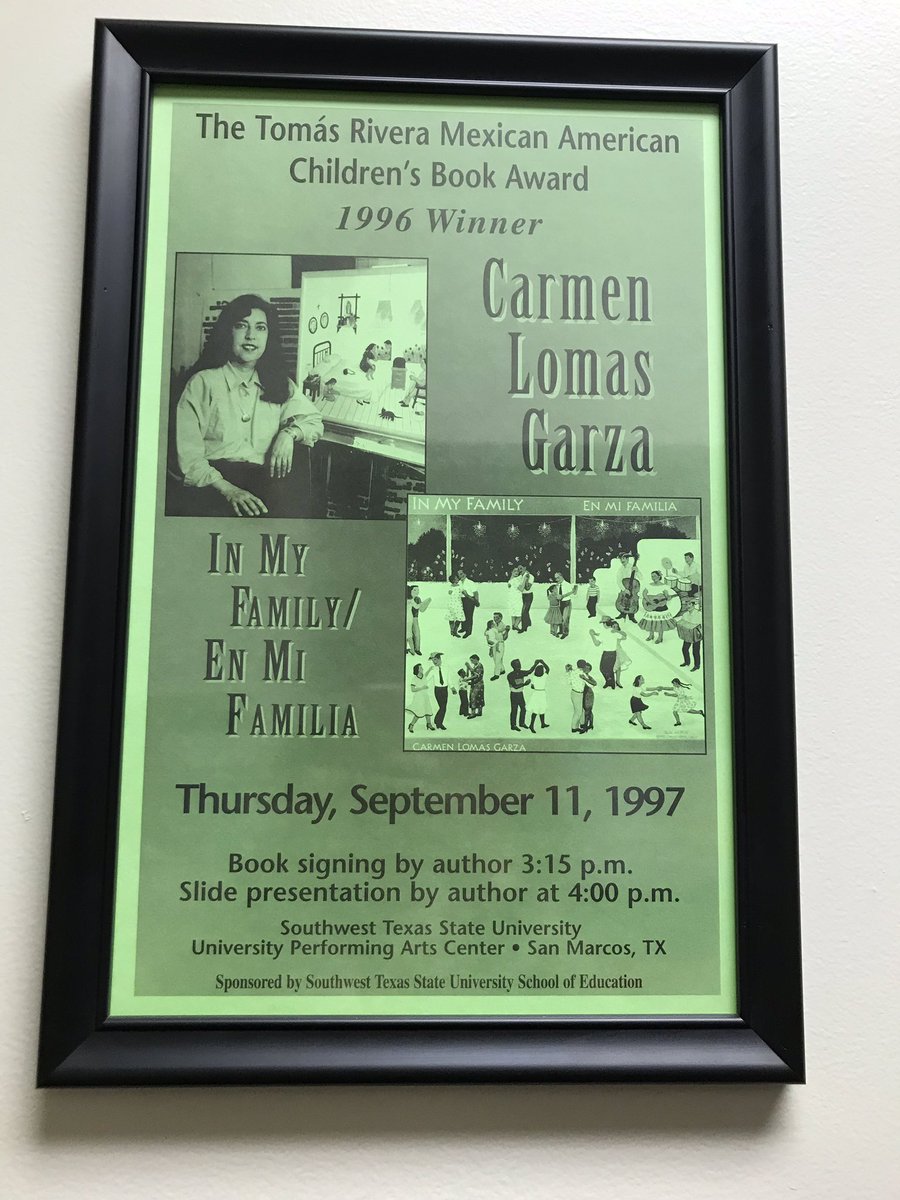 The Tomás Rivera Mexican American
Children's Book Award
1996 Winner
Carmen
Lomas
Garza
IN MY FAMILY EN MI FAMILIA
CARMEN LOMAS GARZA
IN MY
FAMILY/
EN MI
FAMILIA
Thursday, September 11, 1997
Book signing by author 3:15 p.m.
Slide presentation by author at 4:00 p.m.
Southwest Texas State University
University Performing Arts Center • San Marcos, TX
Sponsored by Southwest Texas State University School of Education